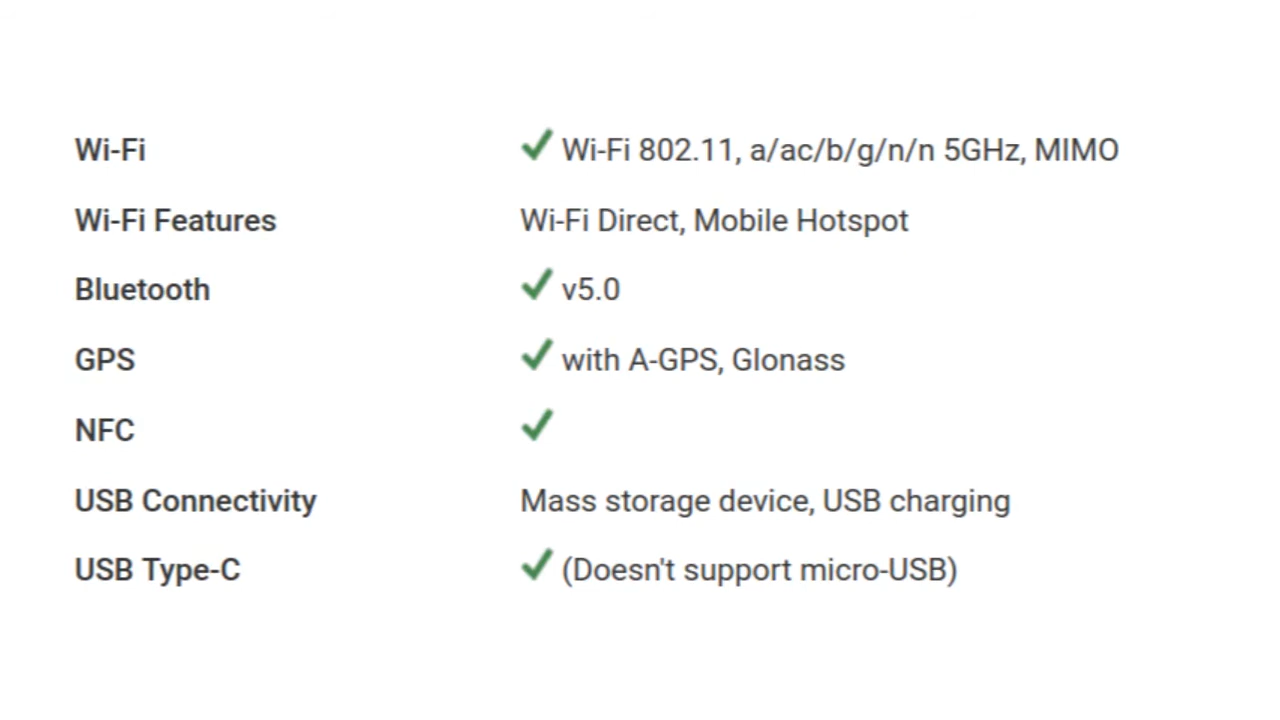 Wi-Fi ✔ Wi-Fi 802.11, a/ac/b/g/n/n 5GHz, MIMO
Wi-Fi Features Wi-Fi Direct, Mobile Hotspot
Bluetooth ✔ v5.0
GPS ✔ with A-GPS, Glonass
NFC ✔
USB Connectivity Mass storage device, USB charging
USB Type-C ✔ (Doesn't support micro-USB)